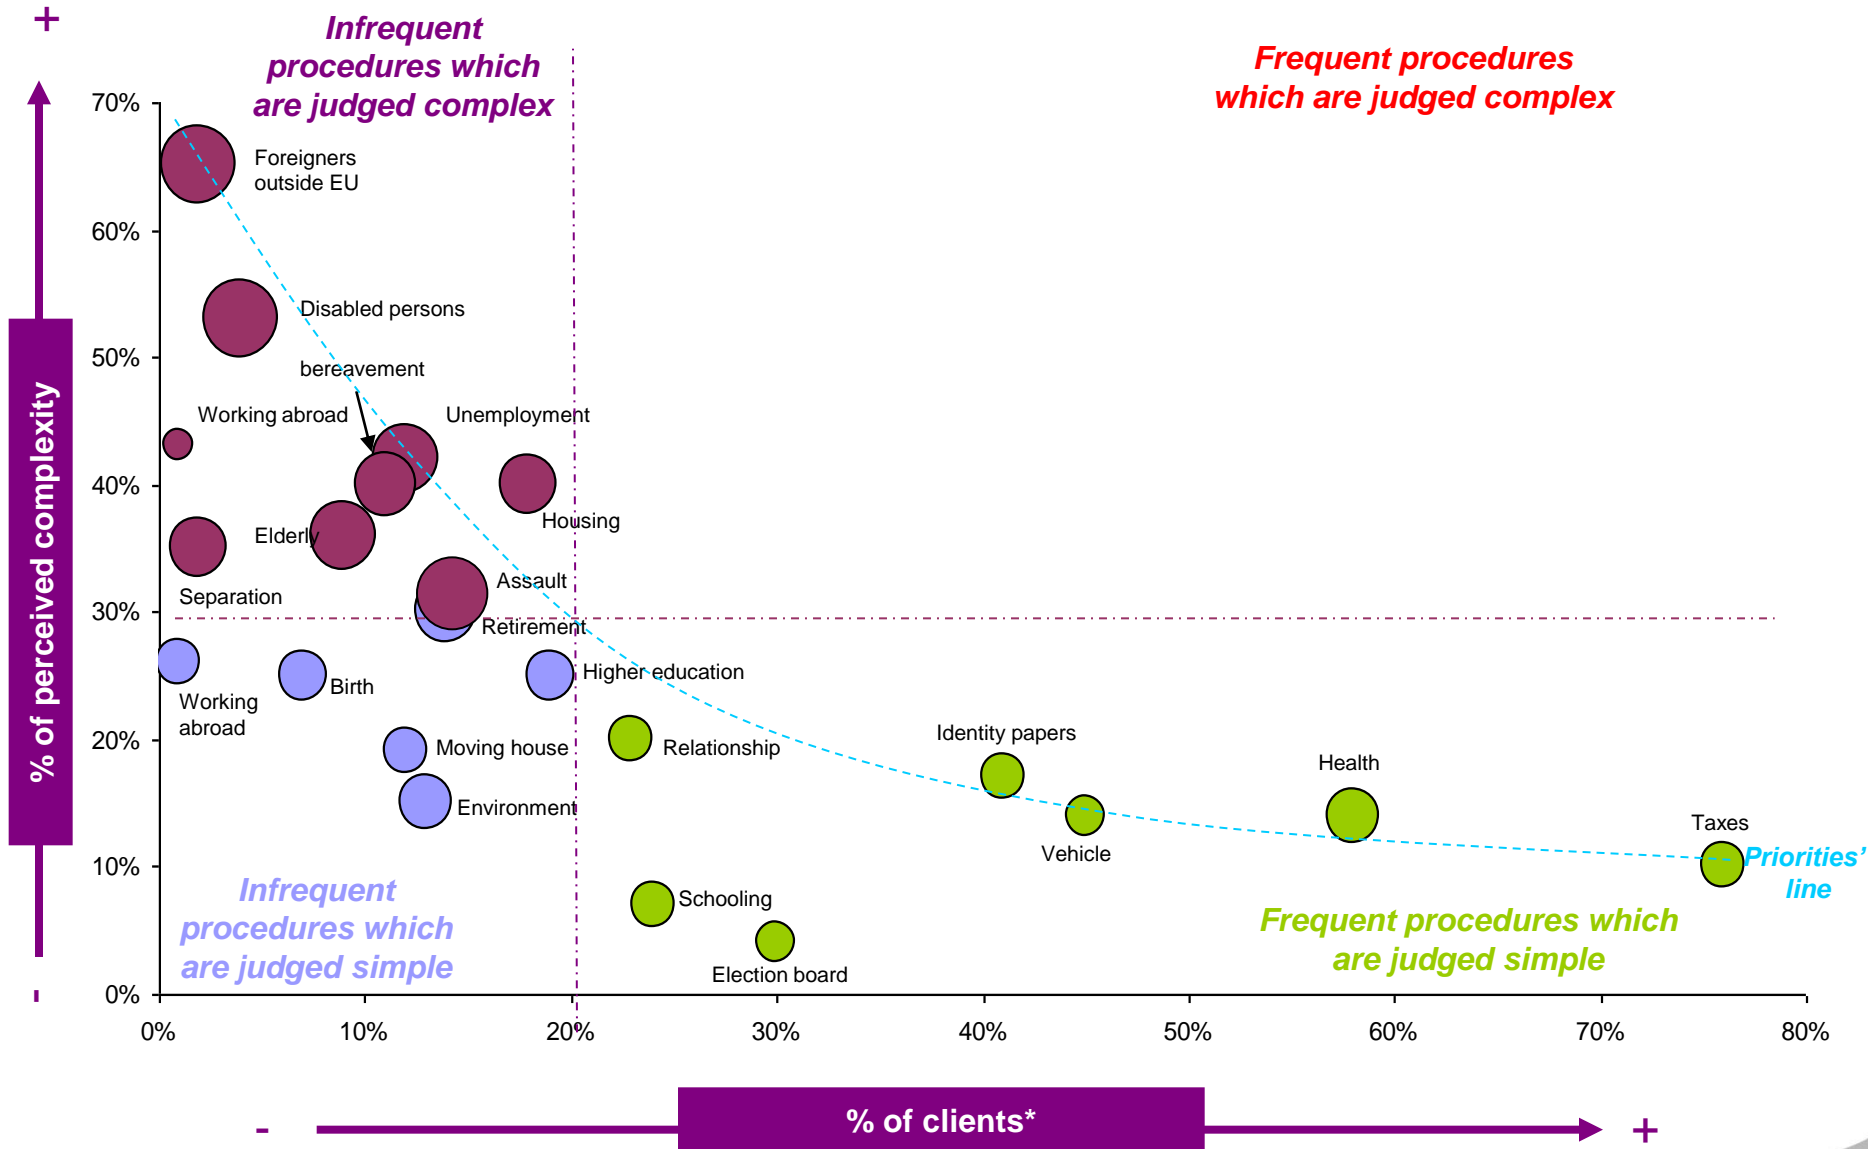 +
Infrequent
procedures which
are judged complex
Frequent procedures
which are judged complex
70%
Foreigners
outside EU
60%
Disabled persons
50%
bereavement
Working abroad
Unemployment
40%
Housing
Elderly
Assault
Separation
30%
Retirement
Working
abroad
Birth
Higher education
20%
Moving house
Relationship
Identity papers
Health
Environment
Vehicle
Taxes
10%
Priorities’
line
Schooling
Election board
Infrequent
procedures which
are judged simple
Frequent procedures which
are judged simple
0%
-
% of perceived complexity
0%
10%
20%
30%
40%
50%
60%
70%
80%
-
% of clients*
+